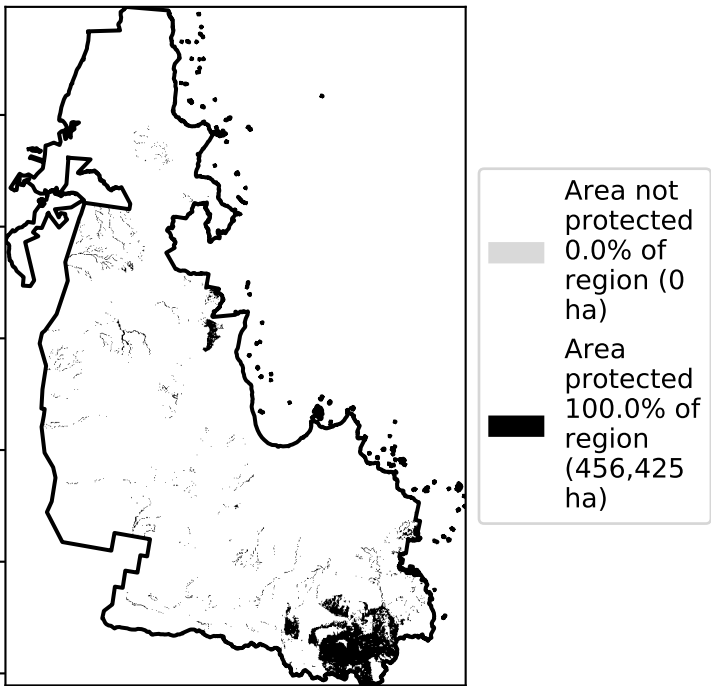 Area not
protected
0.0% of
region (0
ha)
Area
protected
100.0% of
region
(456,425
ha)